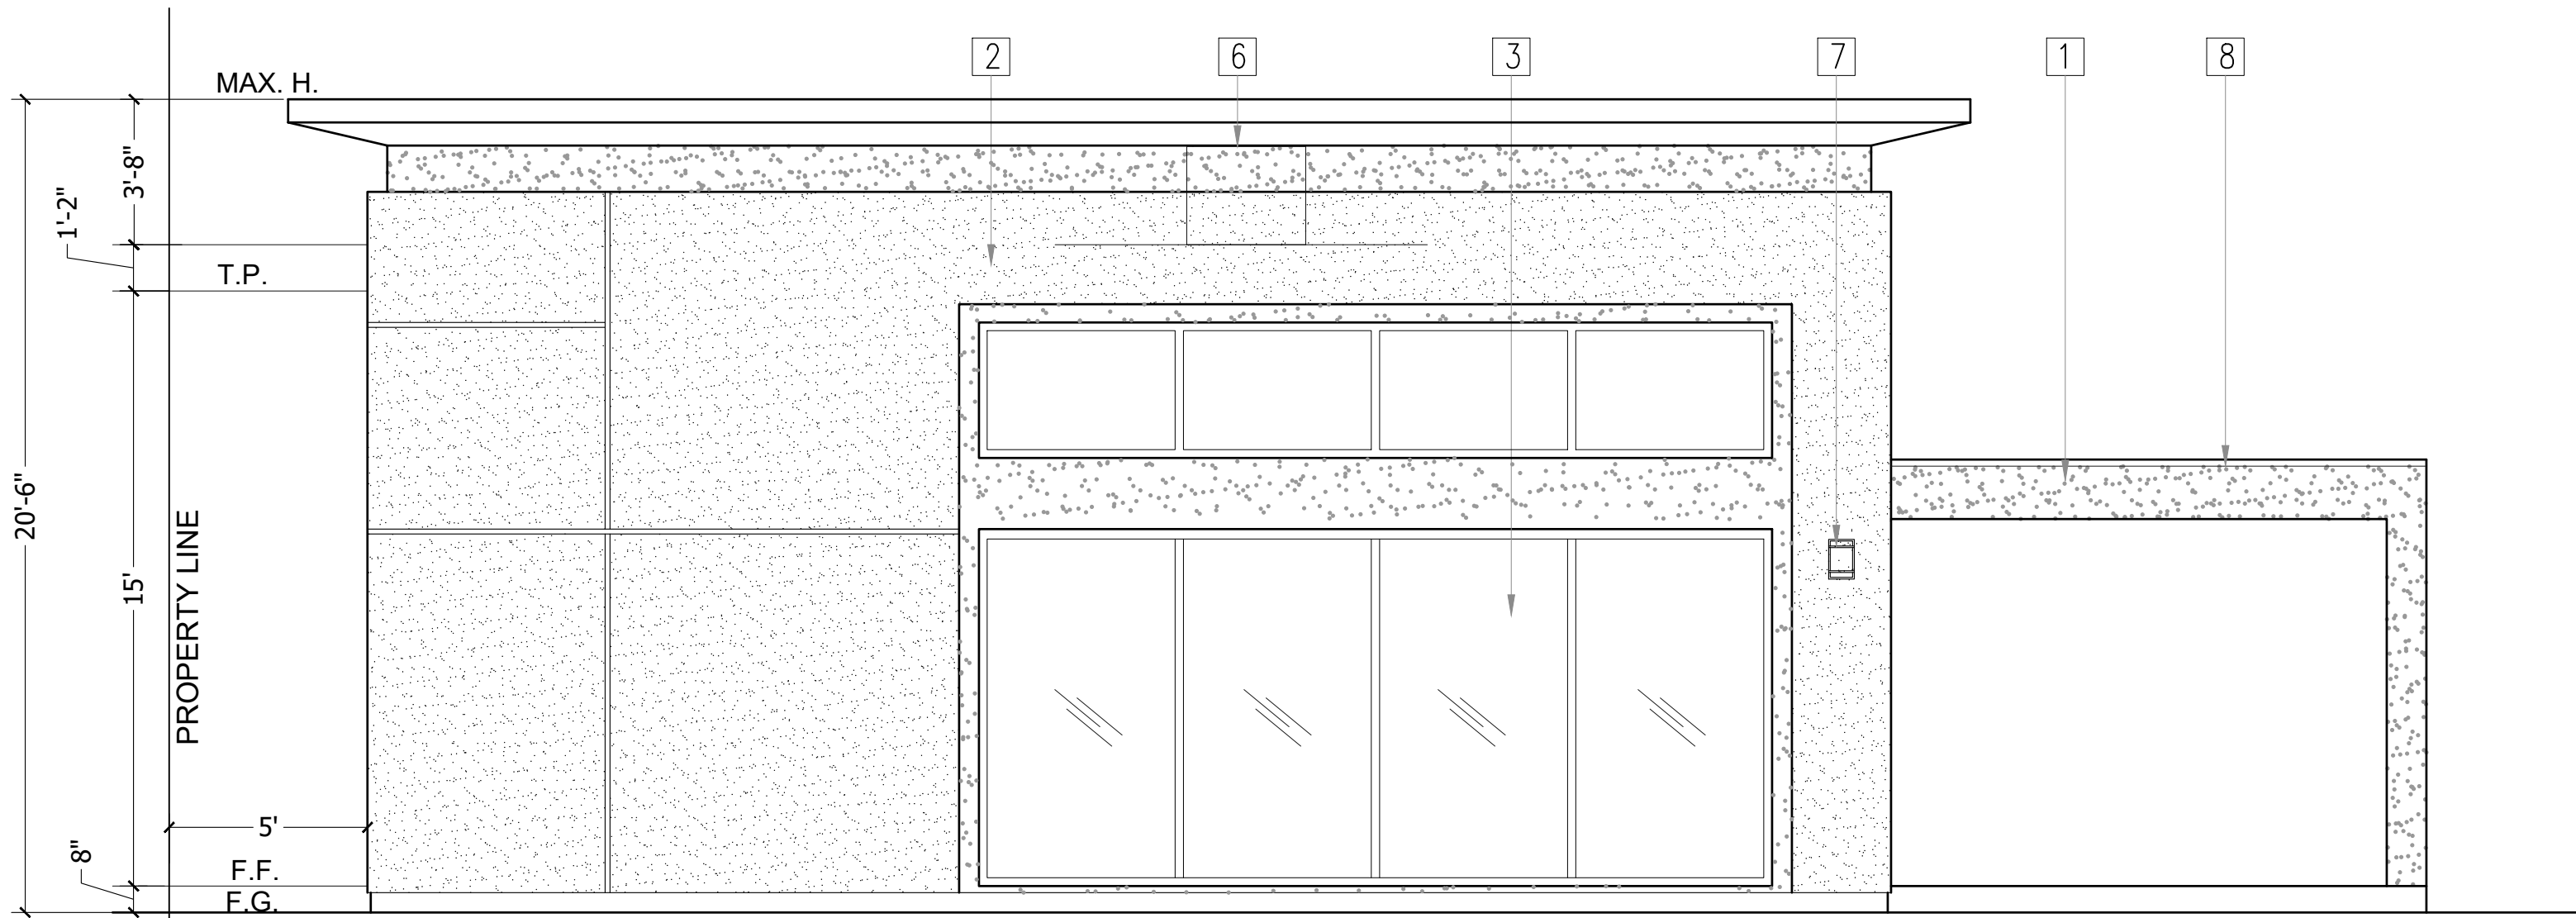 2
6
3
7
1
8
MAX. H.
3'-8"
1'-2"
T.P.
20'-6"
15'
PROPERTY LINE
5'
8"
F.F.
F.G.